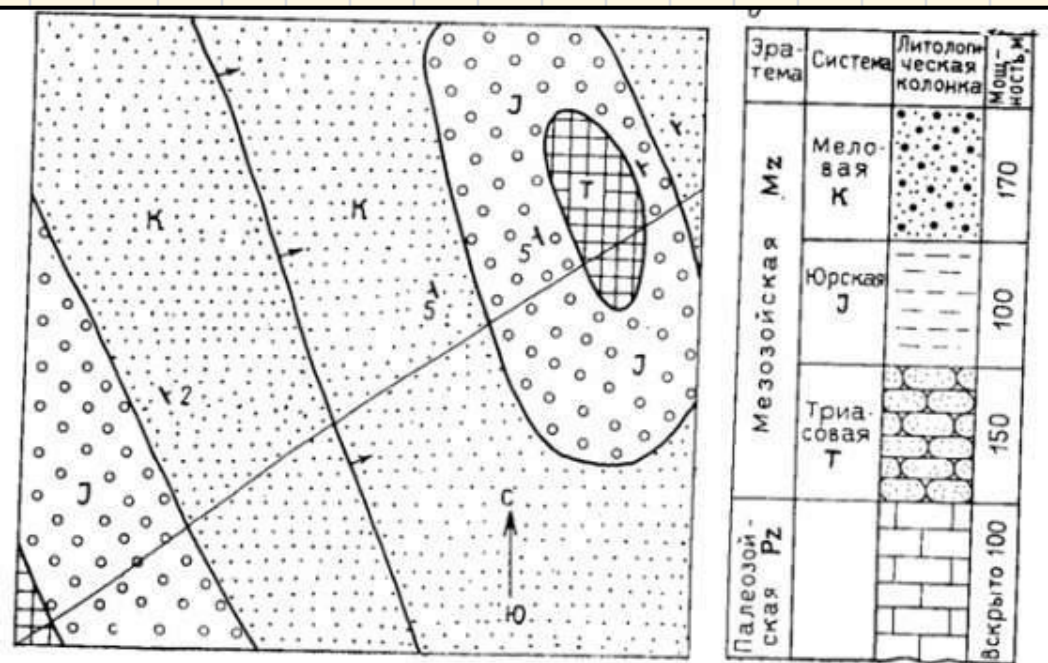 J
T
К
К
5
5
J
2
J
С
Ю
Эра-
тема
Система
Литологи-
ческая
колонка
Мощ-
ность, м
Мезозойская Mz
Мело-
вая
К
170
Юрская
J
100
Триа-
совая
Т
150
Палеозой-
ская Pz
Вскрыто 100